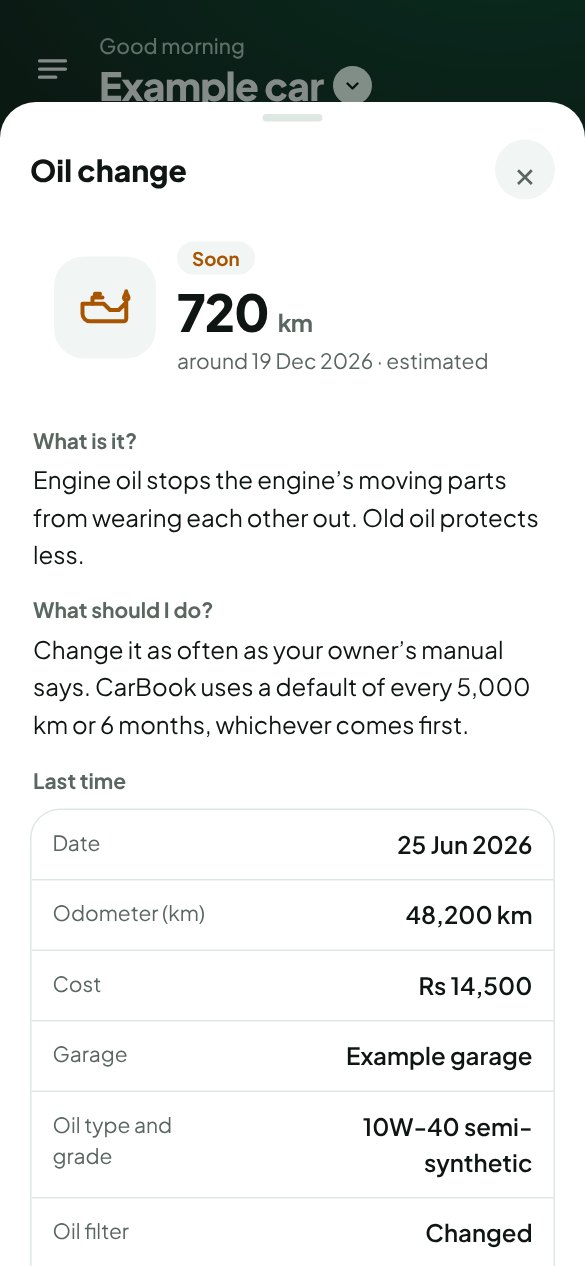 Good morning
Example car
Oil change
Soon
720 km
around 19 Dec 2026 · estimated
What is it?
Engine oil stops the engine’s moving parts
from wearing each other out. Old oil protects
less.
What should I do?
Change it as often as your owner’s manual
says. CarBook uses a default of every 5,000
km or 6 months, whichever comes first.
Last time
Date 25 Jun 2026
Odometer (km) 48,200 km
Cost Rs 14,500
Garage Example garage
Oil type and grade 10W-40 semi-
synthetic
Oil filter Changed